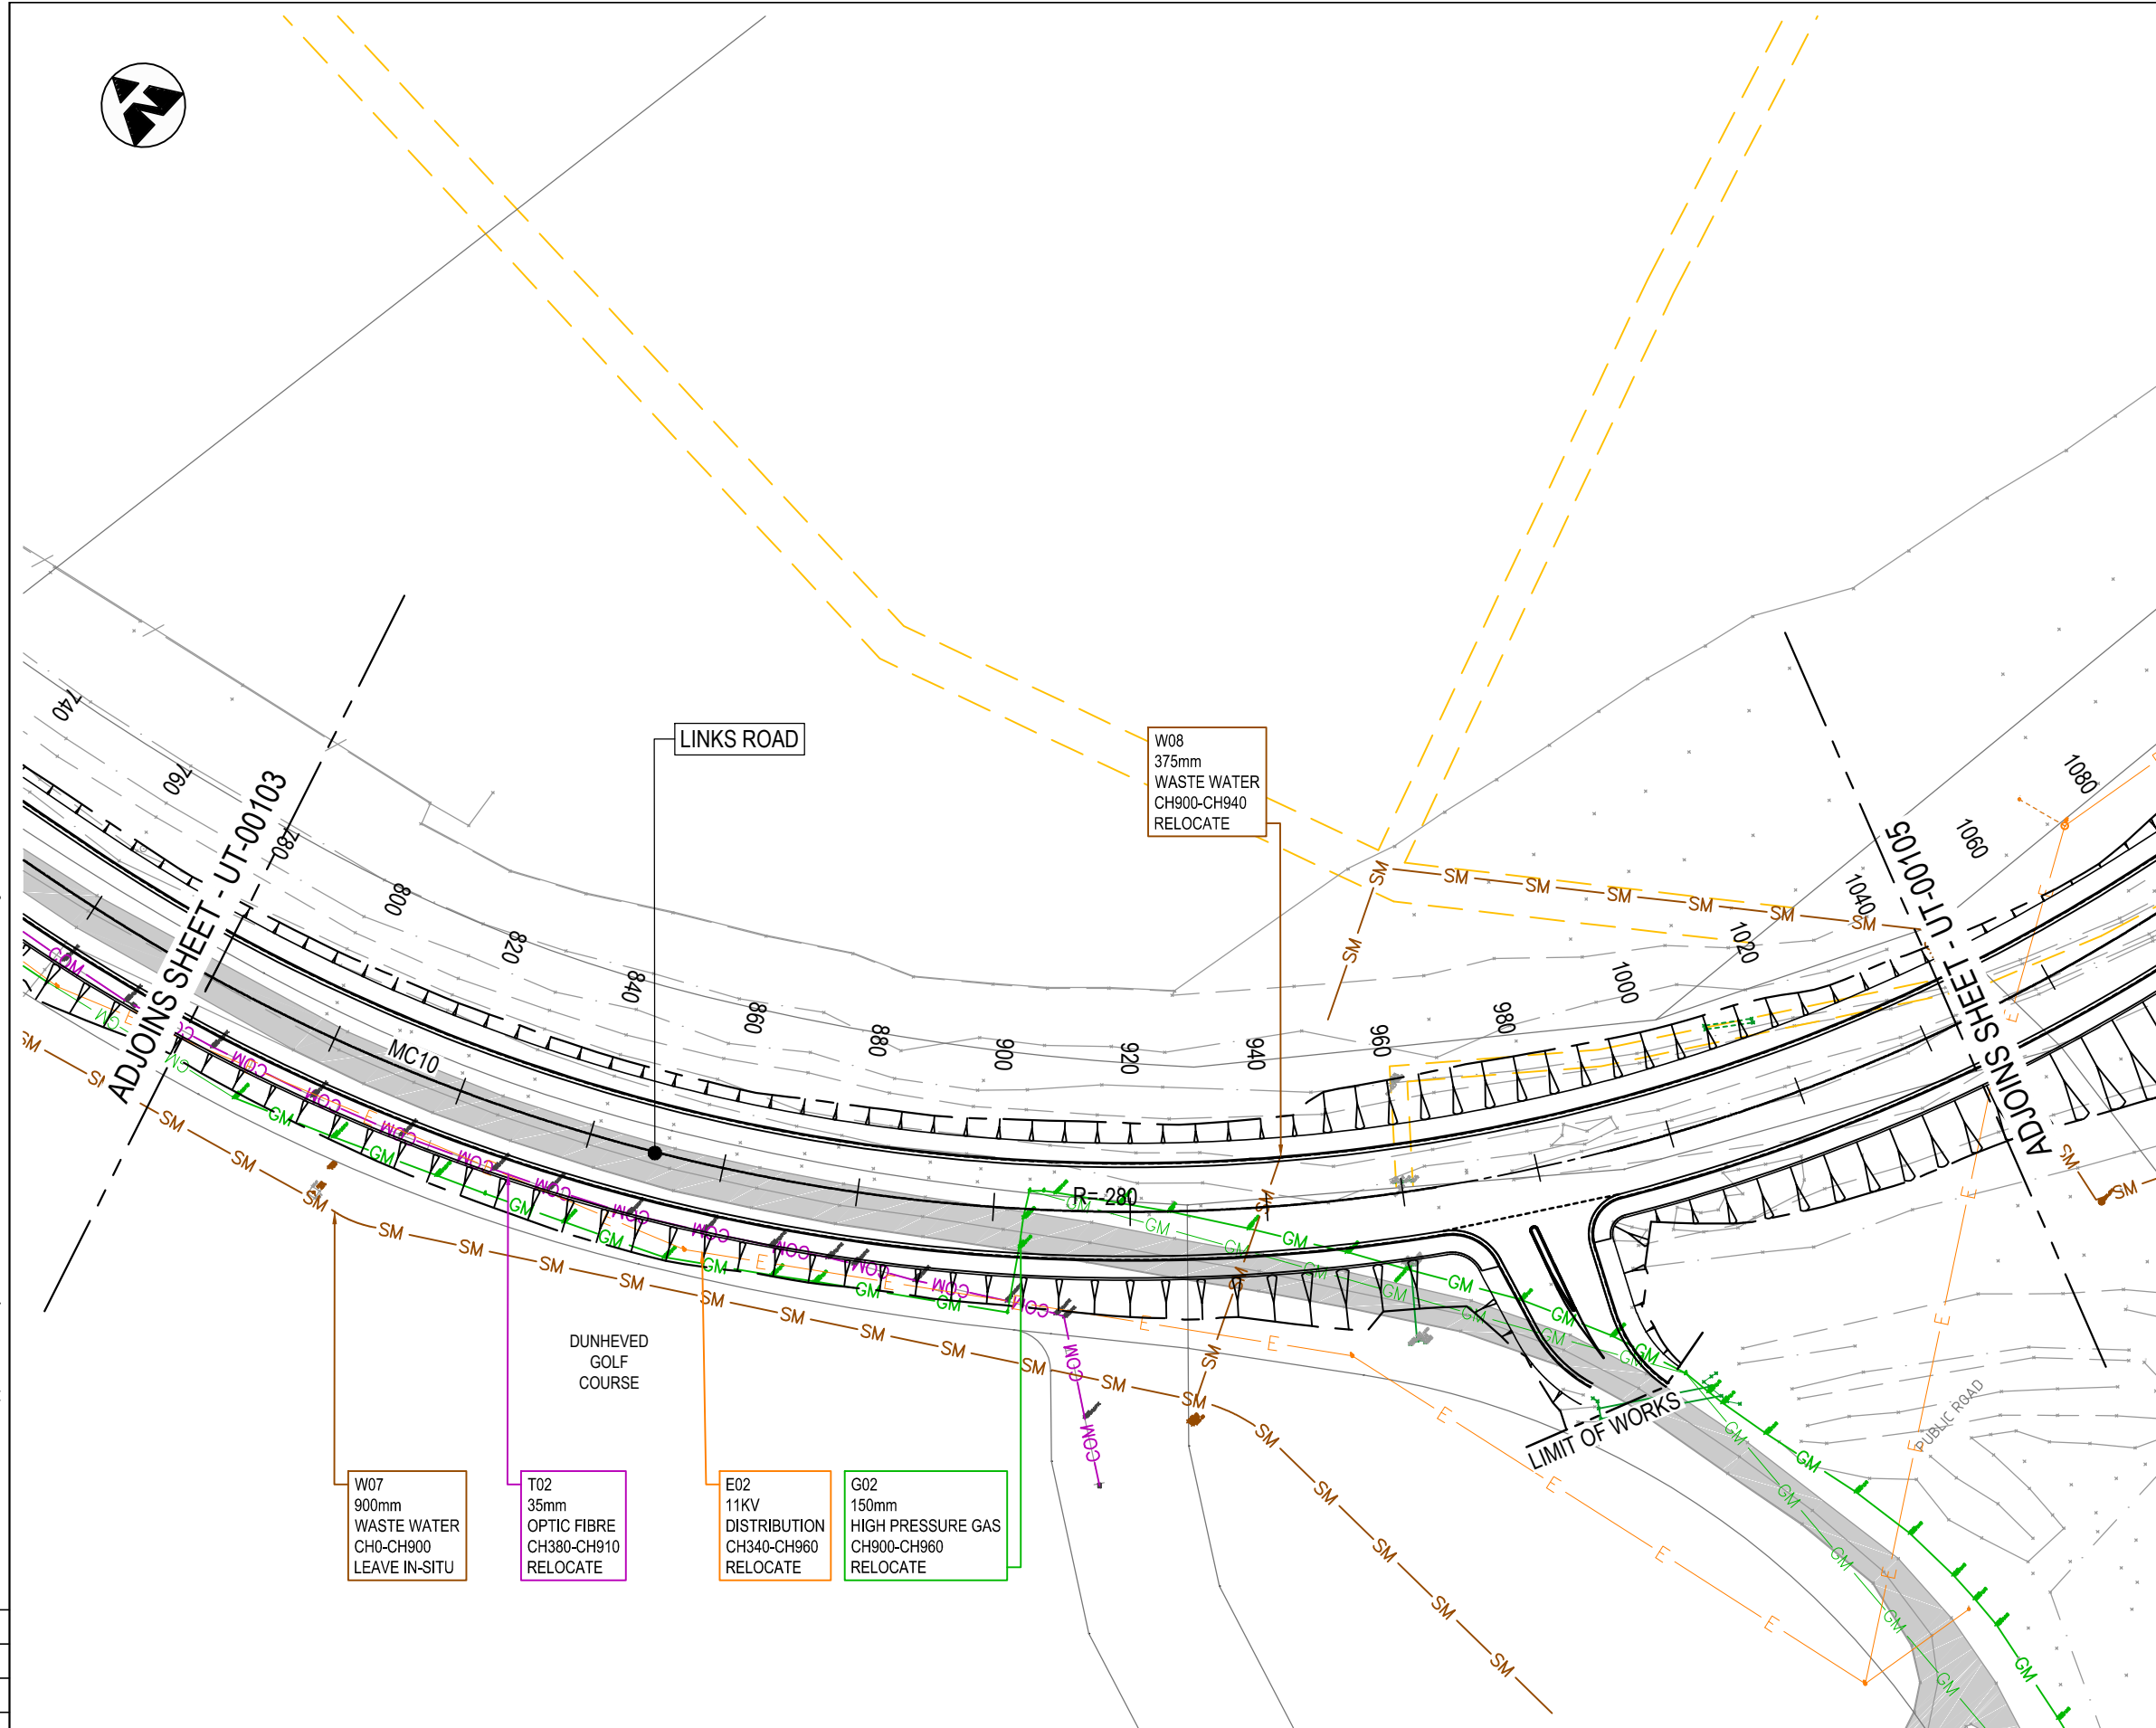 LINKS ROAD
W08
375mm
WASTE WATER
CH900-CH940
RELOCATE
ADJOINS SHEET - UT-00103
ADJOINS SHEET - UT-00105
740
760
780
800
820
840
860
880
900
920
940
960
980
1000
1020
1040
1060
1080
MC10
R=-280
DUNHEVED
GOLF
COURSE
LIMIT OF WORKS
PUBLIC ROAD
W07
900mm
WASTE WATER
CH0-CH900
LEAVE IN-SITU
T02
35mm
OPTIC FIBRE
CH380-CH910
RELOCATE
E02
11KV
DISTRIBUTION
CH340-CH960
RELOCATE
G02
150mm
HIGH PRESSURE GAS
CH900-CH960
RELOCATE
SM
GM
COM
E